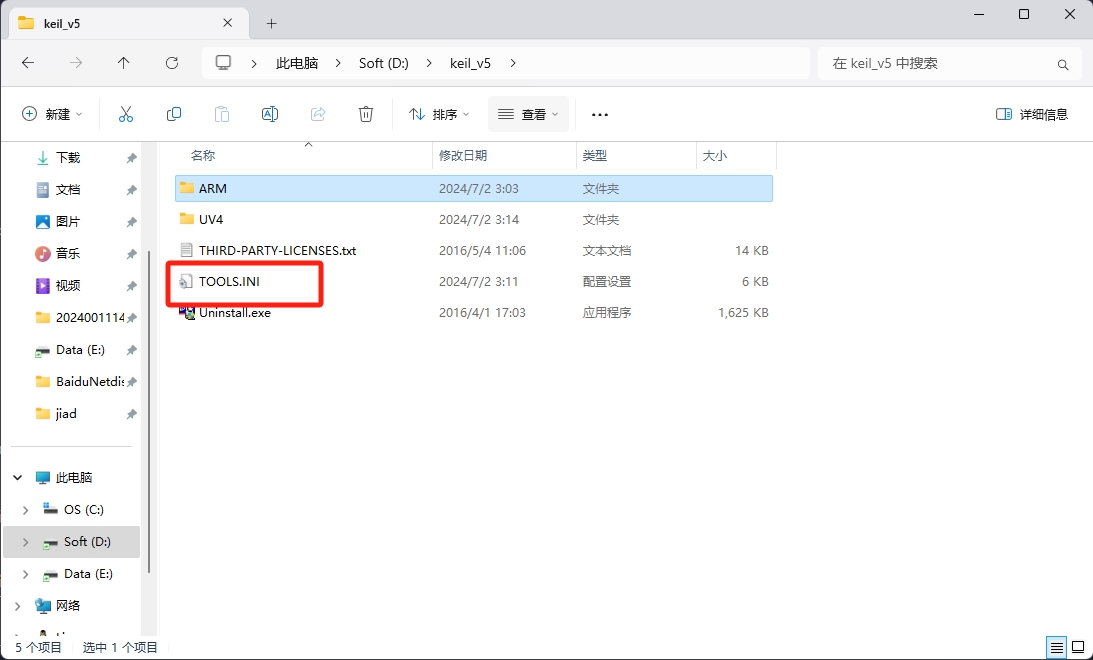 keil_v5
此电脑 Soft (D:) keil_v5
在 keil_v5 中搜索
新建 排序 查看 详细信息
名称 修改日期 类型 大小
下载
文档
图片
音乐
视频
2024001114
Data (E:)
BaiduNetdis
jiad
此电脑
OS (C:)
Soft (D:)
Data (E:)
网络
ARM 2024/7/2 3:03 文件夹
UV4 2024/7/2 3:14 文件夹
THIRD-PARTY-LICENSES.txt 2016/5/4 11:06 文本文档 14 KB
TOOLS.INI 2024/7/2 3:11 配置设置 6 KB
Uninstall.exe 2016/4/1 17:03 应用程序 1,625 KB
5 个项目 选中 1 个项目